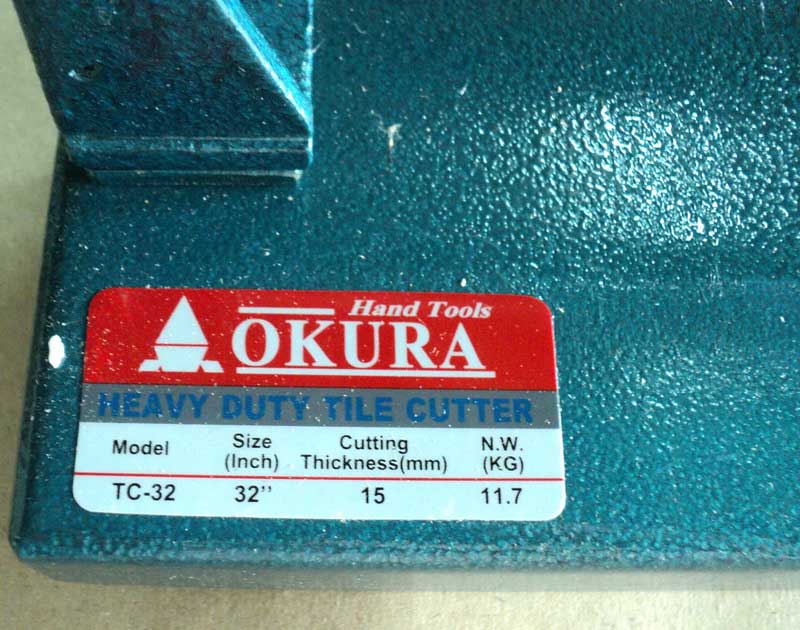 Hand Tools
OKURA
HEAVY DUTY TILE CUTTER
Model Size (Inch) Cutting Thickness(mm) N.W. (KG)
TC-32 32'' 15 11.7